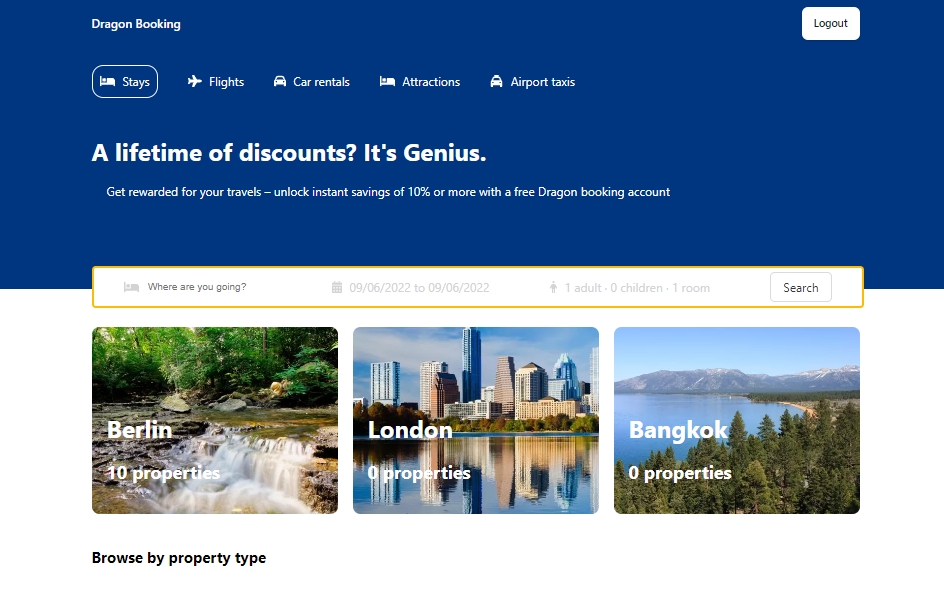 Dragon Booking
Logout
Stays
Flights
Car rentals
Attractions
Airport taxis
A lifetime of discounts? It's Genius.
Get rewarded for your travels – unlock instant savings of 10% or more with a free Dragon booking account
Where are you going?
09/06/2022 to 09/06/2022
1 adult · 0 children · 1 room
Search
Berlin
10 properties
London
0 properties
Bangkok
0 properties
Browse by property type